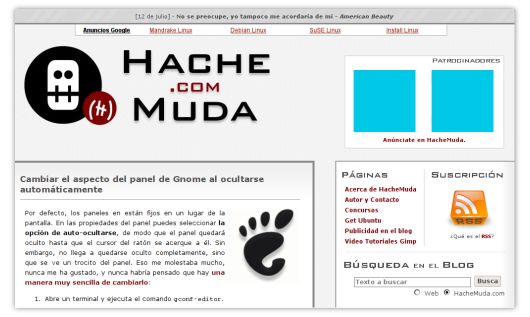 [12 de Julio] - No se preocupe, yo tampoco me acordaría de mí - American Beauty
Anuncios Google Mandrake Linux Debian Linux SuSE Linux Install Linux
HACHE
.COM
MUDA
(H)
PATROCINADORES
Anúnciate en HacheMuda.
Cambiar el aspecto del panel de Gnome al ocultarse
automáticamente
Por defecto, los paneles en están fijos en un lugar de la
pantalla. En las propiedades del panel puedes seleccionar la
opción de auto-ocultarse, de modo que el panel quedará
oculto hasta que el cursor del ratón se acerque a él. Sin
embargo, no llega a quedarse oculto completamente, sino
que se ve un trocito del panel. Eso me molestaba mucho,
nunca me ha gustado, y nunca habría pensado que hay una
manera muy sencilla de cambiarlo:
1. Abre un terminal y ejecuta el comando gconf-editor.
PÁGINAS
Acerca de HacheMuda
Autor y Contacto
Concursos
Get Ubuntu
Publicidad en el blog
Video Tutoriales Gimp
SUSCRIPCIÓN
RSS
¿Qué es el RSS?
BÚSQUEDA EN EL BLOG
Texto a buscar Busca
Web HacheMuda.com